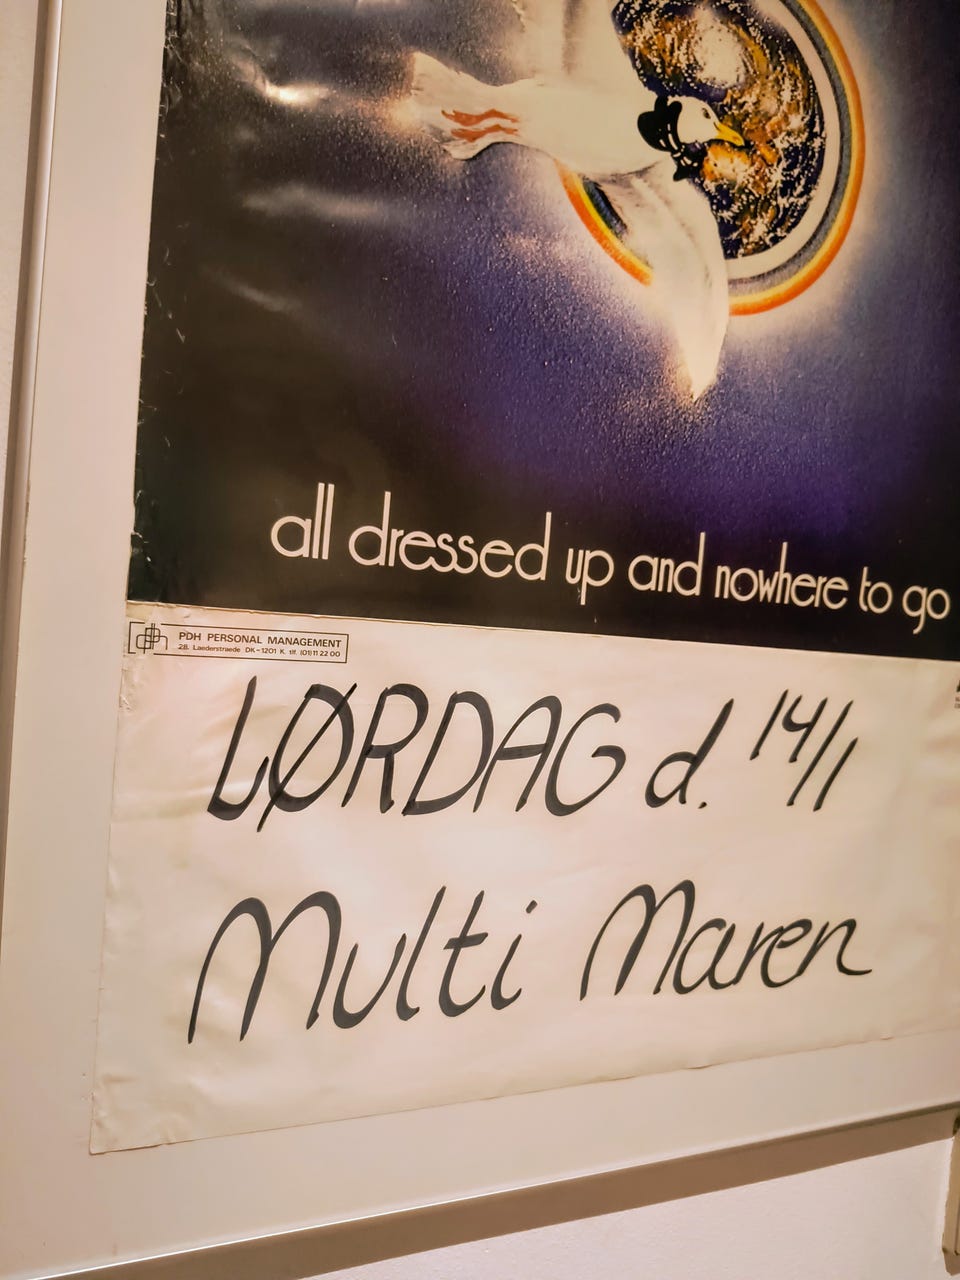 all dressed up and nowhere to go
PDH PERSONAL MANAGEMENT
28. Laederstraede DK-1201 K. tlf. (01) 11 22 00
LØRDAG d. 14/1
Multi Maren